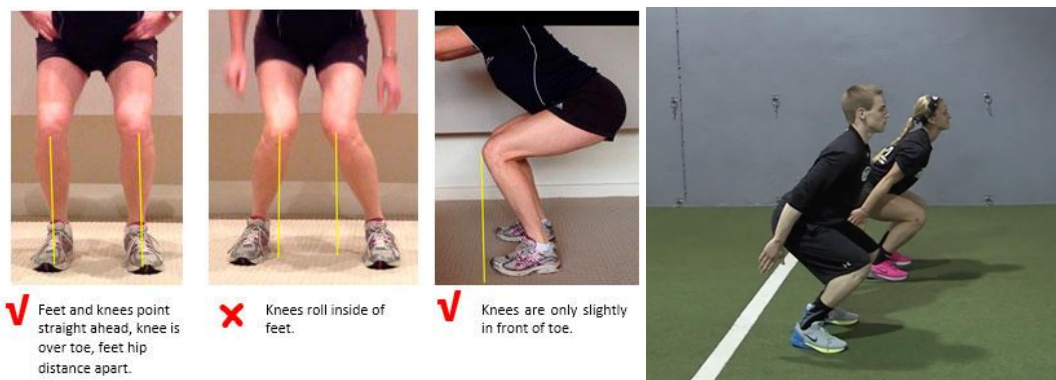 √ Feet and knees point
straight ahead, knee is
over toe, feet hip
distance apart.
× Knees roll inside of
feet.
√ Knees are only slightly
in front of toe.